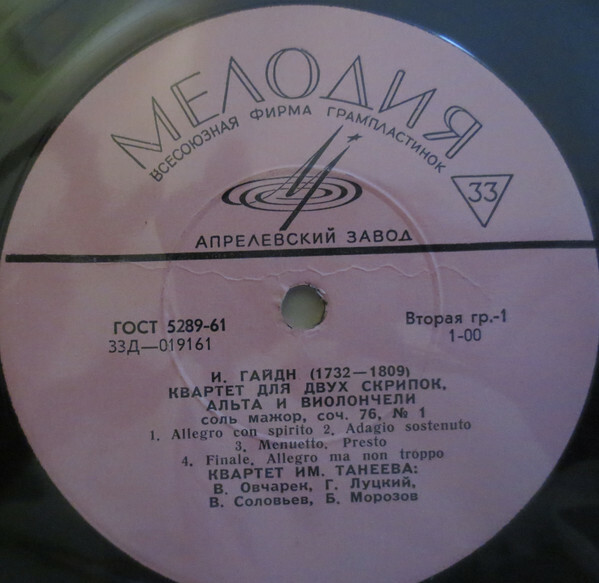 МЕЛОДИЯ
ВСЕСОЮЗНАЯ ФИРМА ГРАМПЛАСТИНОК
33
АПРЕЛЕВСКИЙ ЗАВОД
ГОСТ 5289-61
33Д—019161
Вторая гр.-1
1-00
И. ГАЙДН (1732—1809)
КВАРТЕТ ДЛЯ ДВУХ СКРИПОК,
АЛЬТА И ВИОЛОНЧЕЛИ
соль мажор, соч. 76, № 1
1. Allegro con spirito 2. Adagio sostenuto
3. Menuetto. Presto
4. Finale, Allegro ma non troppo
КВАРТЕТ ИМ. ТАНЕЕВА:
В. Овчарек, Г. Луцкий,
В. Соловьев, Б. Морозов